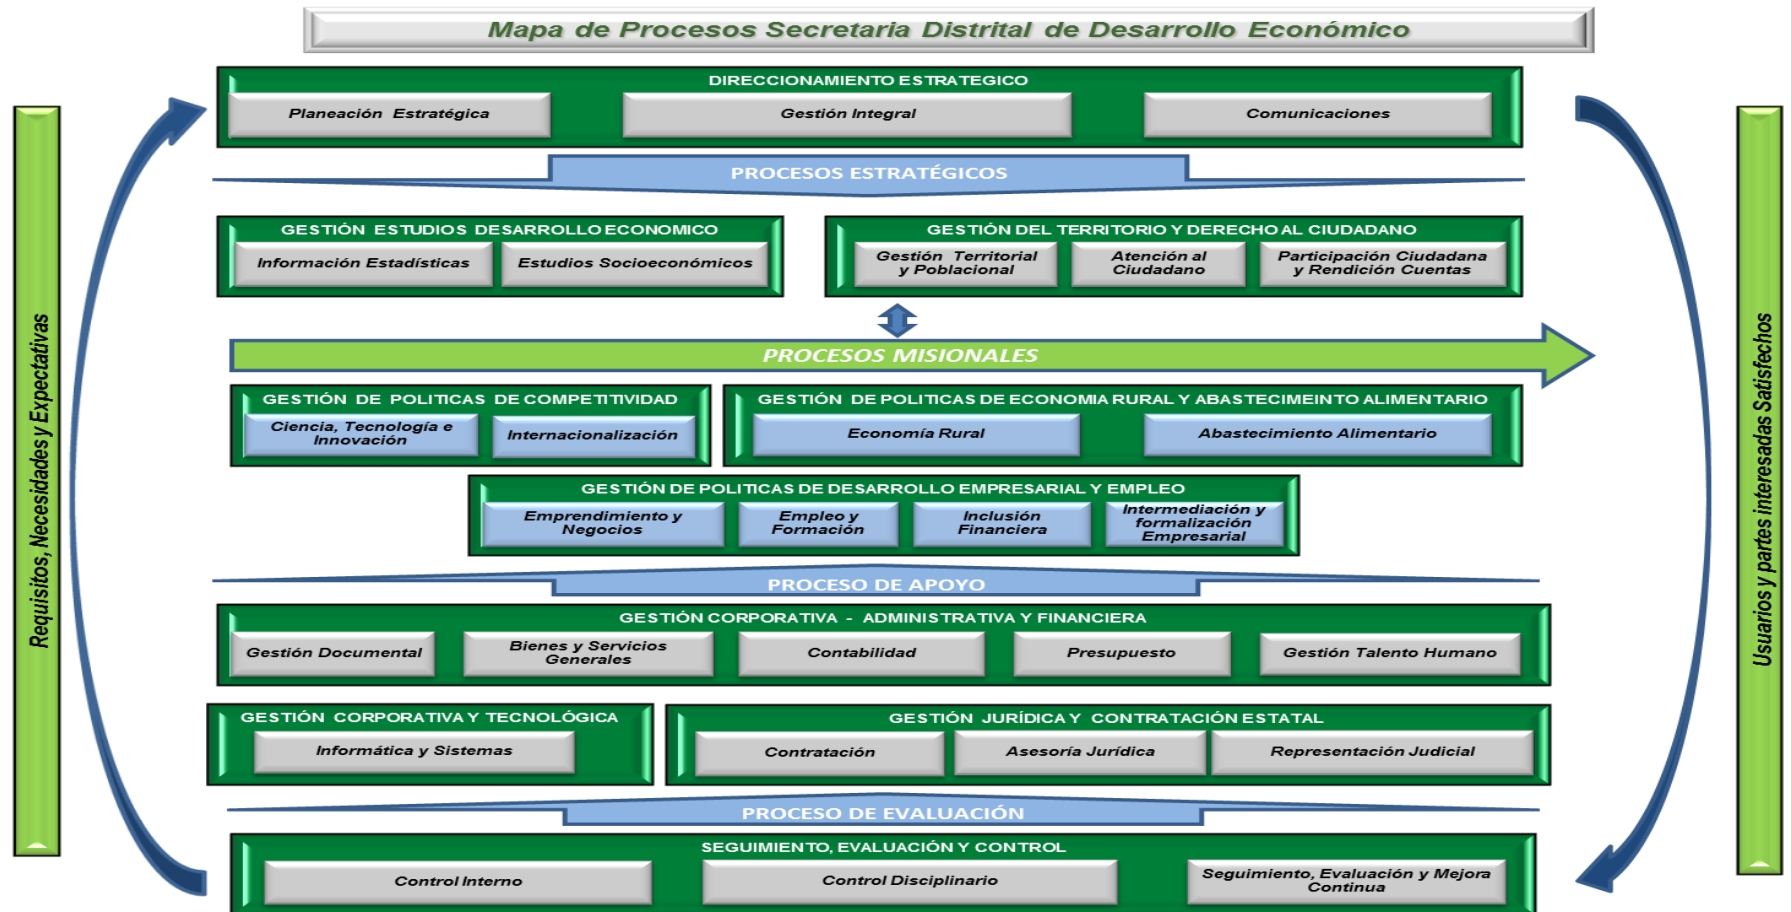 Mapa de Procesos Secretaria Distrital de Desarrollo Económico
DIRECCIONAMIENTO ESTRATEGICO
Planeación Estratégica
Gestión Integral
Comunicaciones
PROCESOS ESTRATÉGICOS
GESTIÓN ESTUDIOS DESARROLLO ECONOMICO
Información Estadísticas
Estudios Socioeconómicos
GESTIÓN DEL TERRITORIO Y DERECHO AL CIUDADANO
Gestión Territorial
y Poblacional
Atención al
Ciudadano
Participación Ciudadana
y Rendición Cuentas
PROCESOS MISIONALES
GESTIÓN DE POLITICAS DE COMPETITIVIDAD
Ciencia, Tecnología e
Innovación
Internacionalización
GESTIÓN DE POLITICAS DE ECONOMIA RURAL Y ABASTECIMEINTO ALIMENTARIO
Economía Rural
Abastecimiento Alimentario
GESTIÓN DE POLITICAS DE DESARROLLO EMPRESARIAL Y EMPLEO
Emprendimiento y
Negocios
Empleo y
Formación
Inclusión
Financiera
Intermediación y
formalización
Empresarial
PROCESO DE APOYO
GESTIÓN CORPORATIVA - ADMINISTRATIVA Y FINANCIERA
Gestión Documental
Bienes y Servicios
Generales
Contabilidad
Presupuesto
Gestión Talento Humano
GESTIÓN CORPORATIVA Y TECNOLÓGICA
Informática y Sistemas
GESTIÓN JURÍDICA Y CONTRATACIÓN ESTATAL
Contratación
Asesoría Jurídica
Representación Judicial
PROCESO DE EVALUACIÓN
SEGUIMIENTO, EVALUACIÓN Y CONTROL
Control Interno
Control Disciplinario
Seguimiento, Evaluación y Mejora
Continua
Requisitos, Necesidades y Expectativas
Usuarios y partes interesadas Satisfechos